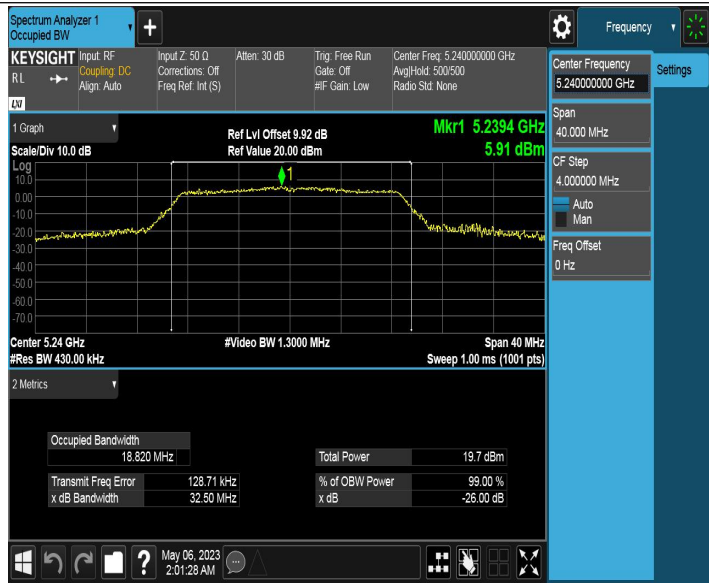 Spectrum Analyzer 1
Occupied BW
+
Frequency
KEYSIGHT
RL
LXI
Input: RF
Coupling: DC
Align: Auto
Input Z: 50 Ω
Corrections: Off
Freq Ref: Int (S)
Atten: 30 dB
Trig: Free Run
Gate: Off
#IF Gain: Low
Center Freq: 5.240000000 GHz
Avg|Hold: 500/500
Radio Std: None
Center Frequency
5.240000000 GHz
Settings
Span
40.000 MHz
CF Step
4.000000 MHz
Auto
Man
Freq Offset
0 Hz
1 Graph
Scale/Div 10.0 dB
Ref Lvl Offset 9.92 dB
Ref Value 20.00 dBm
Mkr1 5.2394 GHz
5.91 dBm
Log
10.0
0.00
-10.0
-20.0
-30.0
-40.0
-50.0
-60.0
-70.0
1
Center 5.24 GHz
#Video BW 1.3000 MHz
Span 40 MHz
#Res BW 430.00 kHz
Sweep 1.00 ms (1001 pts)
2 Metrics
Occupied Bandwidth
18.820 MHz
Total Power 19.7 dBm
Transmit Freq Error 128.71 kHz
% of OBW Power 99.00 %
x dB Bandwidth 32.50 MHz
x dB -26.00 dB
?
May 06, 2023
2:01:28 AM